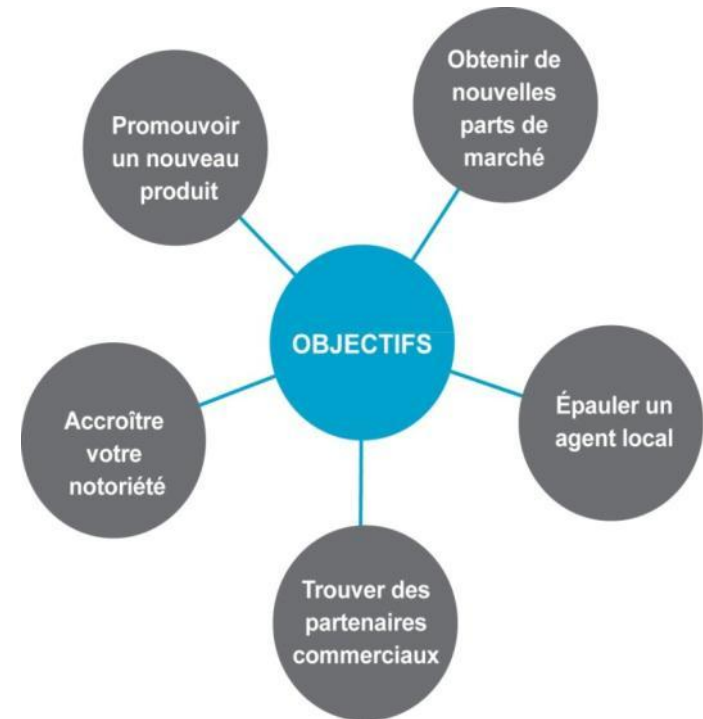 Obtenir de
nouvelles
parts de
marché
Promouvoir
un nouveau
produit
OBJECTIFS
Épauler un
agent local
Accroître
votre
notoriété
Trouver des
partenaires
commerciaux